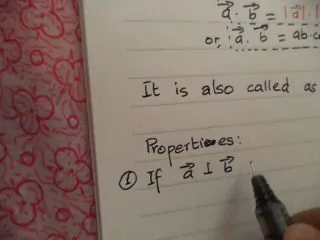 a⃗ · b⃗ = |a⃗| ·
or, a⃗ · b⃗ = ab·c
It is also called as
Properties:
① If a⃗ ⊥ b⃗